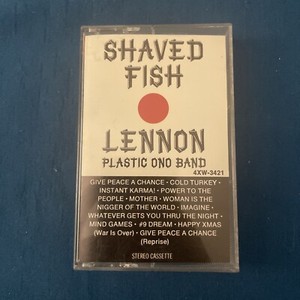 SHAVED
FISH
LENNON
PLASTIC ONO BAND
4XW-3421
GIVE PEACE A CHANCE • COLD TURKEY •
INSTANT KARMA! • POWER TO THE
PEOPLE • MOTHER • WOMAN IS THE
NIGGER OF THE WORLD • IMAGINE •
WHATEVER GETS YOU THRU THE NIGHT •
MIND GAMES • #9 DREAM • HAPPY XMAS
(War Is Over) • GIVE PEACE A CHANCE
(Reprise)
STEREO CASSETTE